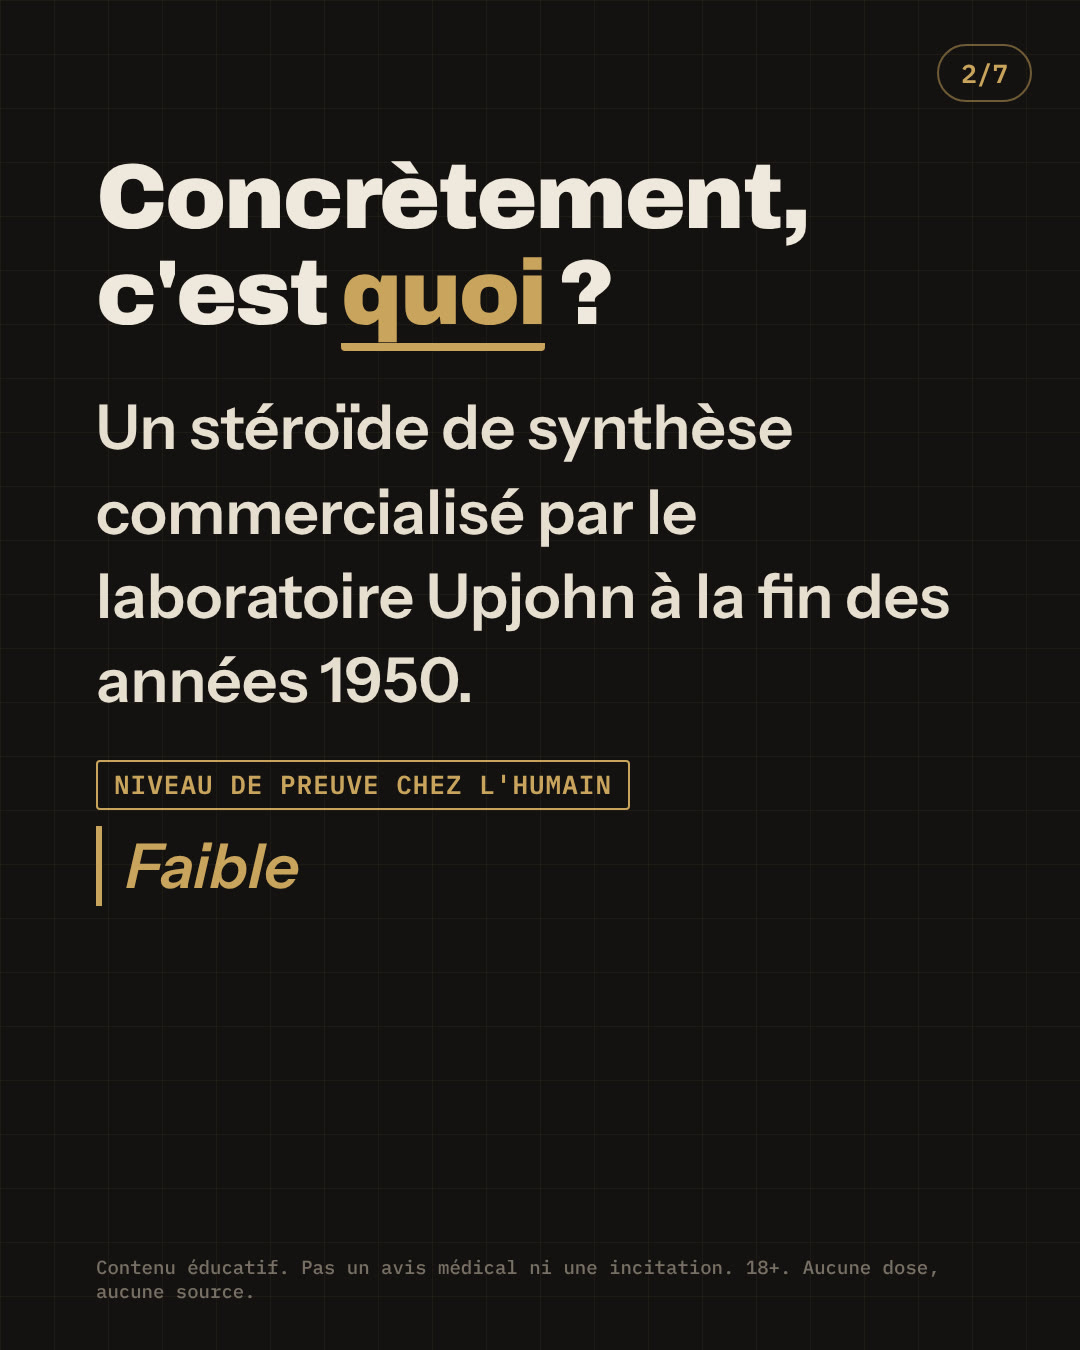 2/7
Concrètement,
c'est quoi ?
Un stéroïde de synthèse
commercialisé par le
laboratoire Upjohn à la fin des
années 1950.
NIVEAU DE PREUVE CHEZ L'HUMAIN
Faible
Contenu éducatif. Pas un avis médical ni une incitation. 18+. Aucune dose,
aucune source.